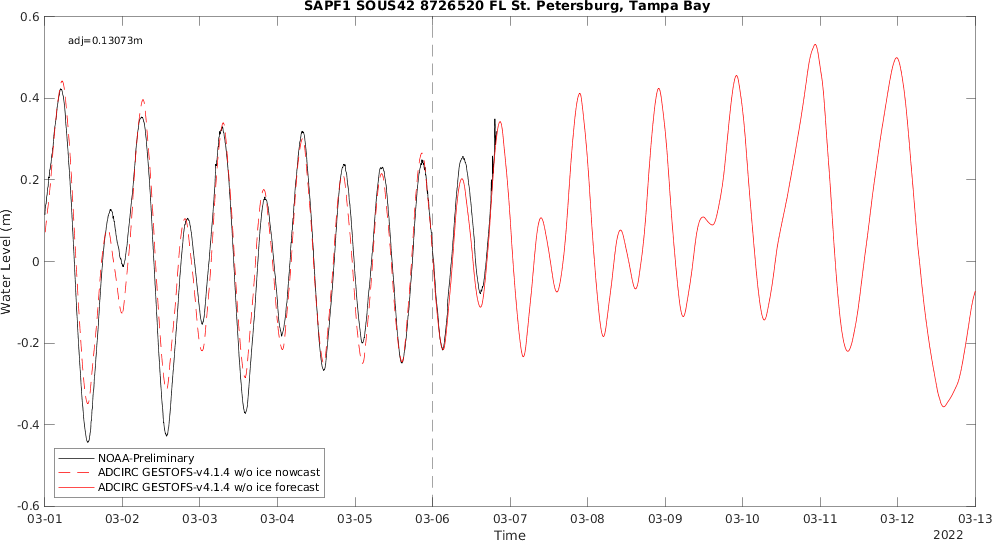 SAPF1 SOUS42 8726520 FL St. Petersburg, Tampa Bay
adj=0.13073m
0.6
0.4
0.2
0
-0.2
-0.4
-0.6
Water Level (m)
NOAA-Preliminary
ADCIRC GESTOFS-v4.1.4 w/o ice nowcast
ADCIRC GESTOFS-v4.1.4 w/o ice forecast
03-01 03-02 03-03 03-04 03-05 03-06 03-07 03-08 03-09 03-10 03-11 03-12 03-13
Time
2022